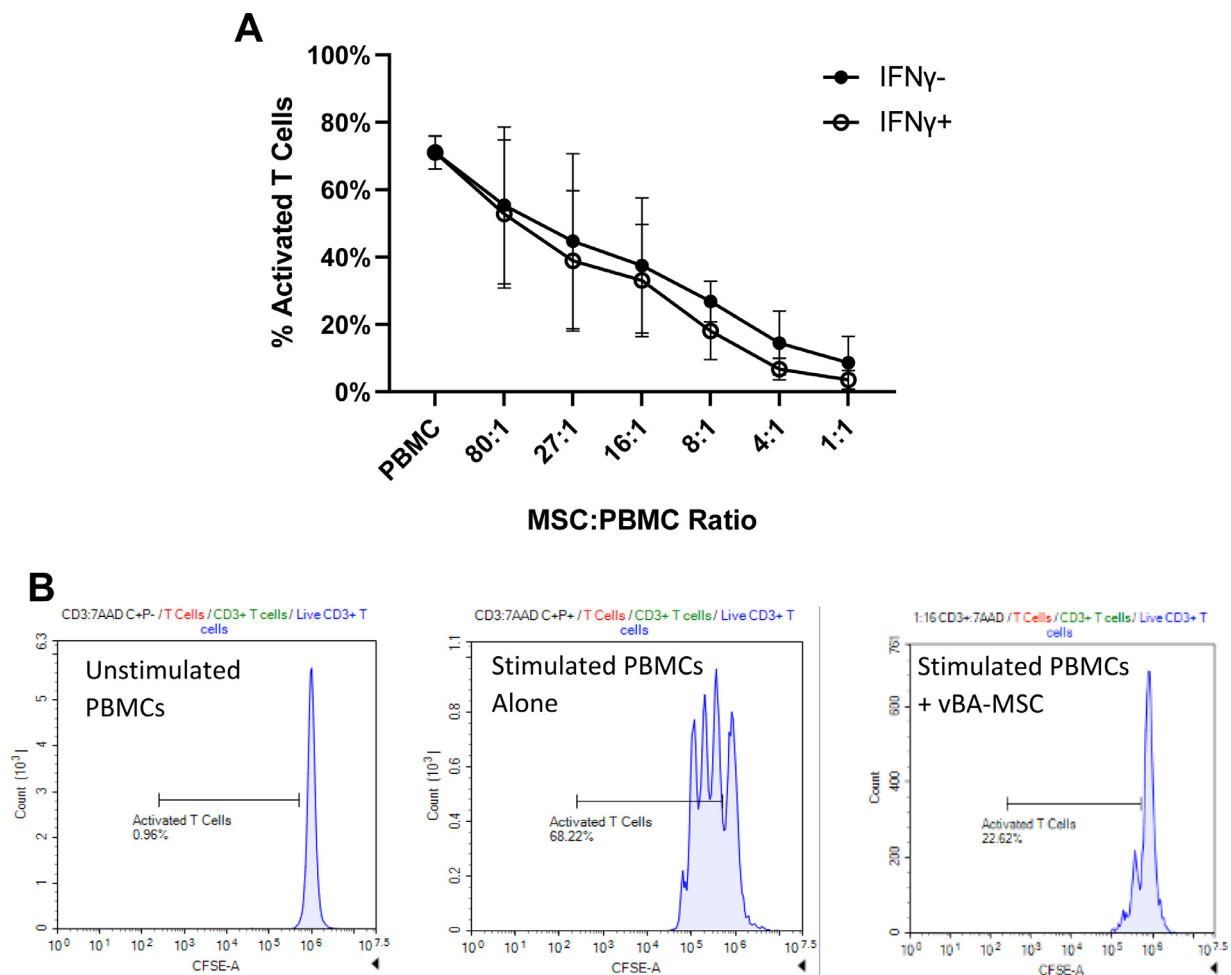 A
100%
80%
60%
40%
20%
0%
% Activated T Cells
IFNγ-
IFNγ+
PBMC
80:1
27:1
16:1
8:1
4:1
1:1
MSC:PBMC Ratio
B
CD3:7AAD C+P- / T Cells / CD3+ T cells / Live CD3+ T
cells
6.3
5
4
3
2
1
0
Count [10³]
Unstimulated
PBMCs
Activated T Cells
0.96%
10⁰ 10¹ 10² 10³ 10⁴ 10⁵ 10⁶ 10⁷·⁵
CFSE-A
CD3:7AAD C+P+ / T Cells / CD3+ T cells / Live CD3+ T
cells
1.1
0.8
0.6
0.4
0.2
0
Count [10³]
Stimulated PBMCs
Alone
Activated T Cells
68.22%
10⁰ 10¹ 10² 10³ 10⁴ 10⁵ 10⁶ 10⁷·⁵
CFSE-A
1:16 CD3+:7AAD / T Cells / CD3+ T cells / Live CD3+ T
cells
761
600
400
200
0
Count
Stimulated PBMCs
+ vBA-MSC
Activated T Cells
22.62%
10⁰ 10¹ 10² 10³ 10⁴ 10⁵ 10⁶ 10⁷·⁵
CFSE-A